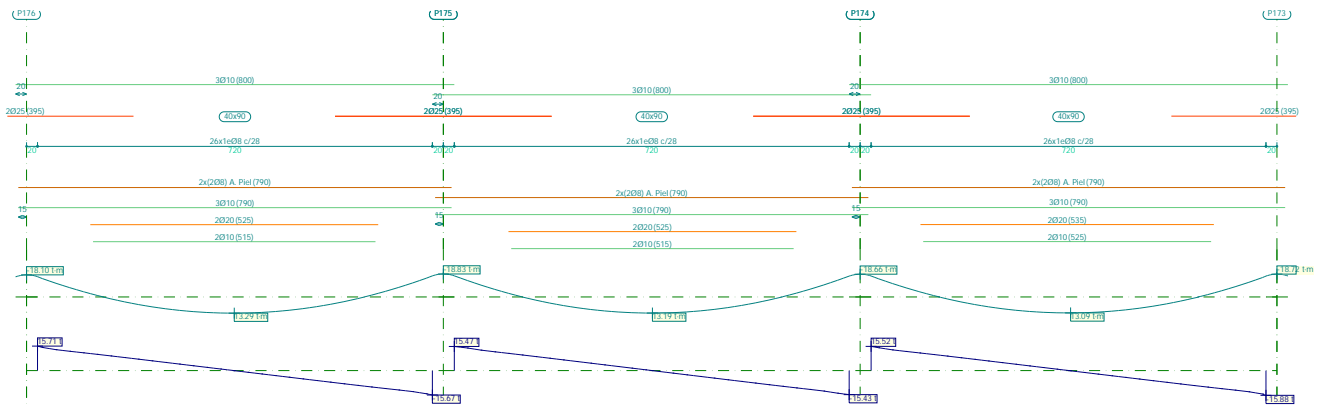 P176 P175 P174 P173
3Ø10(800) 3Ø10(800)
20 3Ø10(800) 20
20
2Ø25(395) 40x90 2Ø25(395) 40x90 2Ø25(395) 40x90 2Ø25(395)
26x1eØ8 c/28 26x1eØ8 c/28 26x1eØ8 c/28
20 720 20 20 720 20 20 720 20
2x(2Ø8) A. Piel (790) 2x(2Ø8) A. Piel (790)
2x(2Ø8) A. Piel (790)
3Ø10(790) 3Ø10(790)
15 3Ø10(790) 15
2Ø20(525) 15 2Ø20(535)
2Ø20(525)
2Ø10(515) 2Ø10(525)
2Ø10(515)
-18.10 t·m -18.83 t·m -18.66 t·m -18.72 t·m
13.29 t·m 13.19 t·m 13.09 t·m
15.71 t 15.47 t 15.52 t
-15.67 t -15.43 t -15.88 t